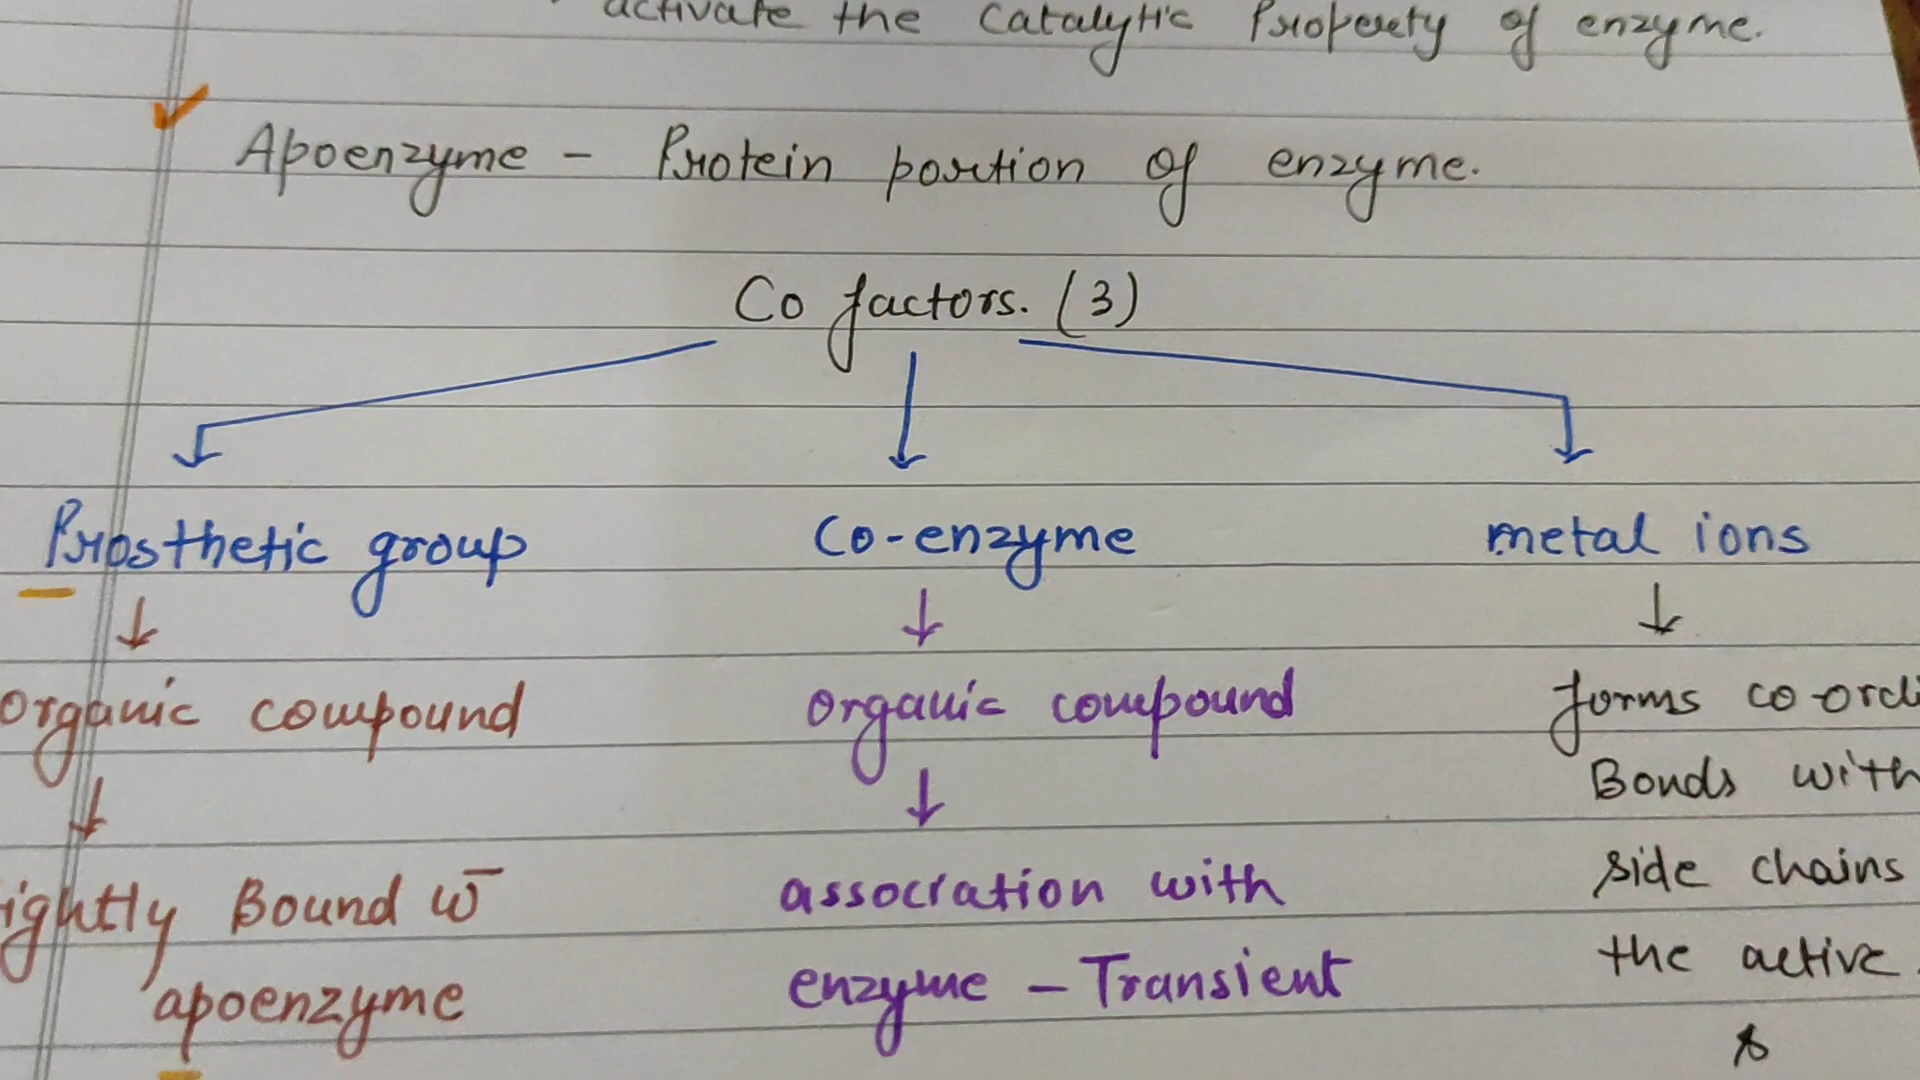 activate the catalytic Property of enzyme.
Apoenzyme - Protein portion of enzyme.
Co factors. (3)
Prosthetic group Co-enzyme metal ions
organic compound organic compound forms co-ordi
Bonds with
ightly Bound w̄ association with side chains
apoenzyme enzyme - Transient the active